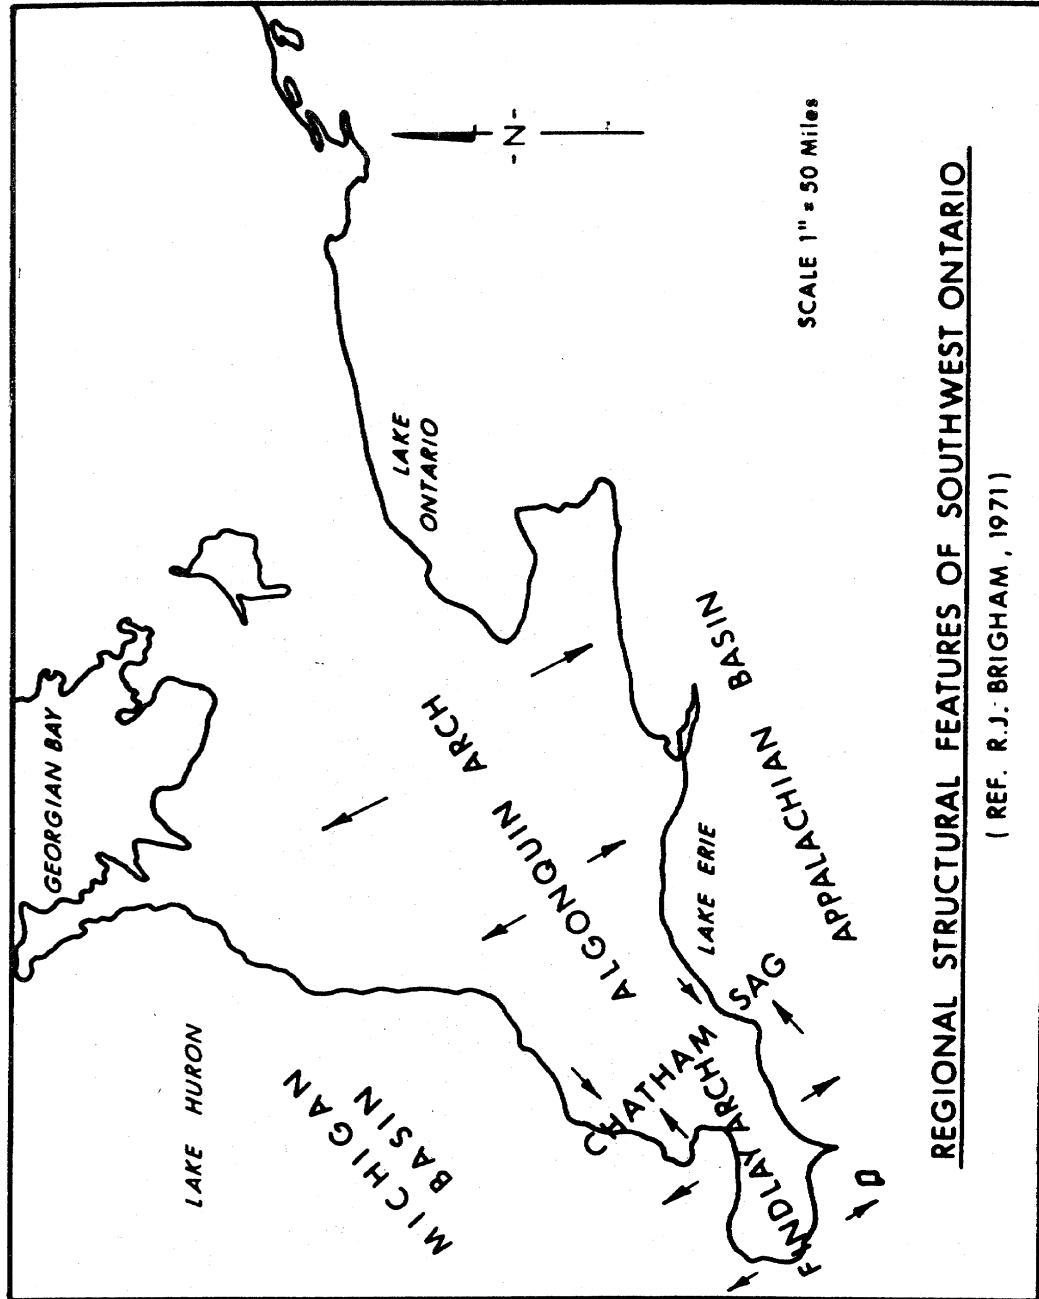 GEORGIAN BAY
LAKE HURON
MICHIGAN
BASIN
LAKE
ONTARIO
-N-
ALGONQUIN ARCH
CHATHAM SAG
FINDLAY ARCH
LAKE ERIE
APPALACHIAN BASIN
SCALE 1" = 50 Miles
REGIONAL STRUCTURAL FEATURES OF SOUTHWEST ONTARIO
( REF. R.J. BRIGHAM, 1971)